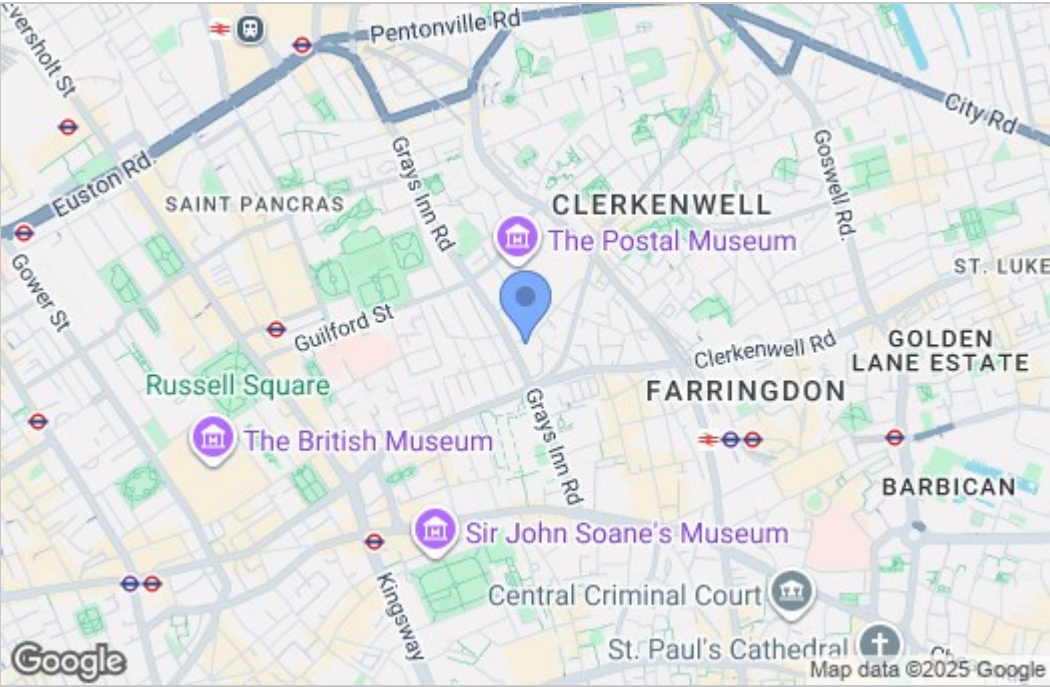 Eversholt St
Pentonville Rd
City Rd
Euston Rd.
Grays Inn Rd
Goswell Rd.
SAINT PANCRAS
CLERKENWELL
The Postal Museum
Gower St
ST. LUKE
Guilford St
Clerkenwell Rd
GOLDEN
LANE ESTATE
Russell Square
FARRINGDON
The British Museum
Grays Inn Rd
BARBICAN
Sir John Soane's Museum
Kingsway
Central Criminal Court
St. Paul's Cathedral
Google
Map data ©2025 Google